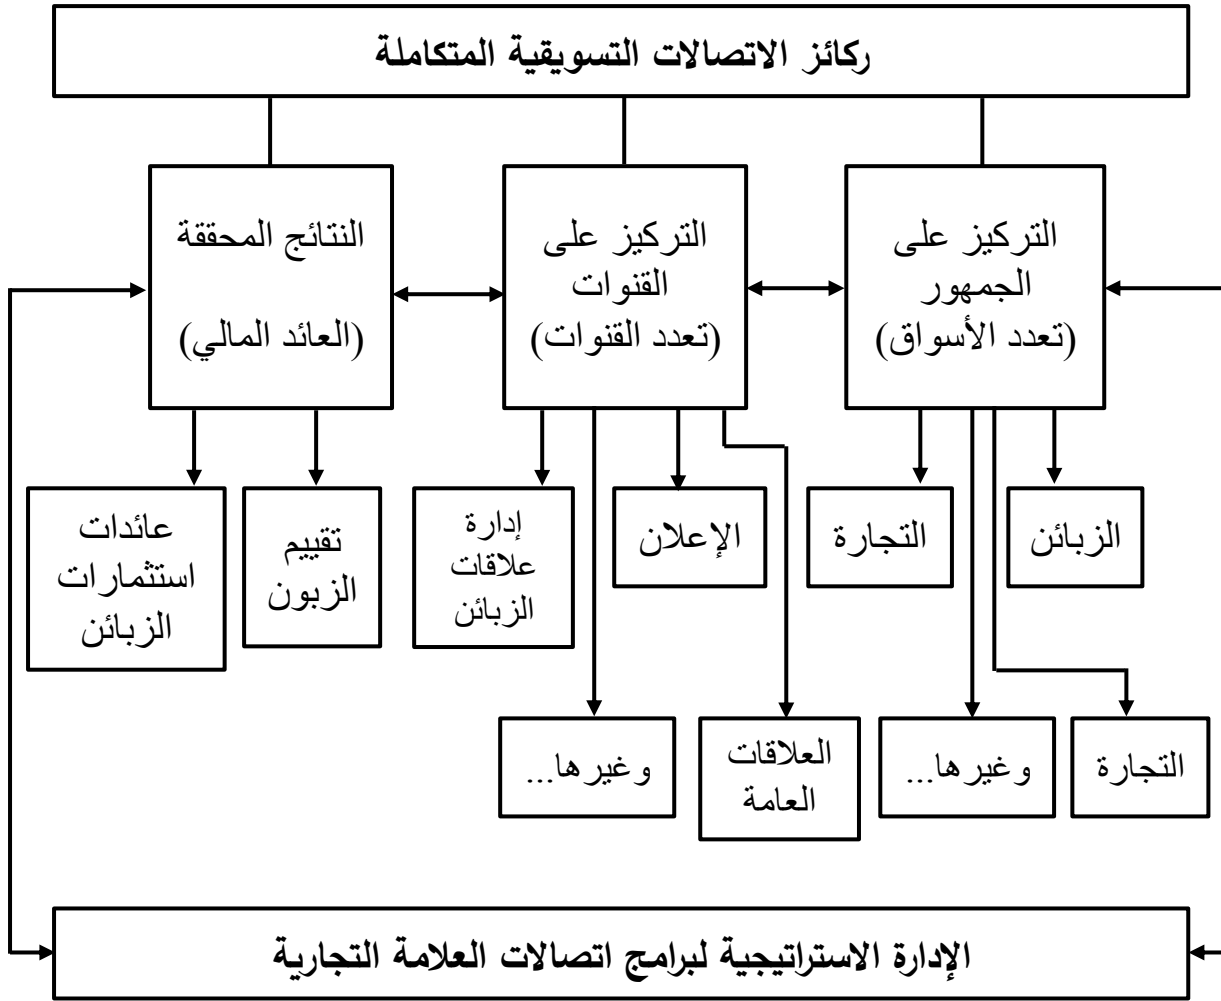 ركائز الاتصالات التسويقية المتكاملة
التركيز على
الجمهور
(تعدد الأسواق)
التركيز على
القنوات
(تعدد القنوات)
النتائج المحققة
(العائد المالي)
الزبائن
التجارة
الإعلان
إدارة
علاقات
الزبائن
تقييم
الزبون
عائدات
استثمارات
الزبائن
التجارة
وغيرها...
العلاقات
العامة
وغيرها...
الإدارة الاستراتيجية لبرامج اتصالات العلامة التجارية